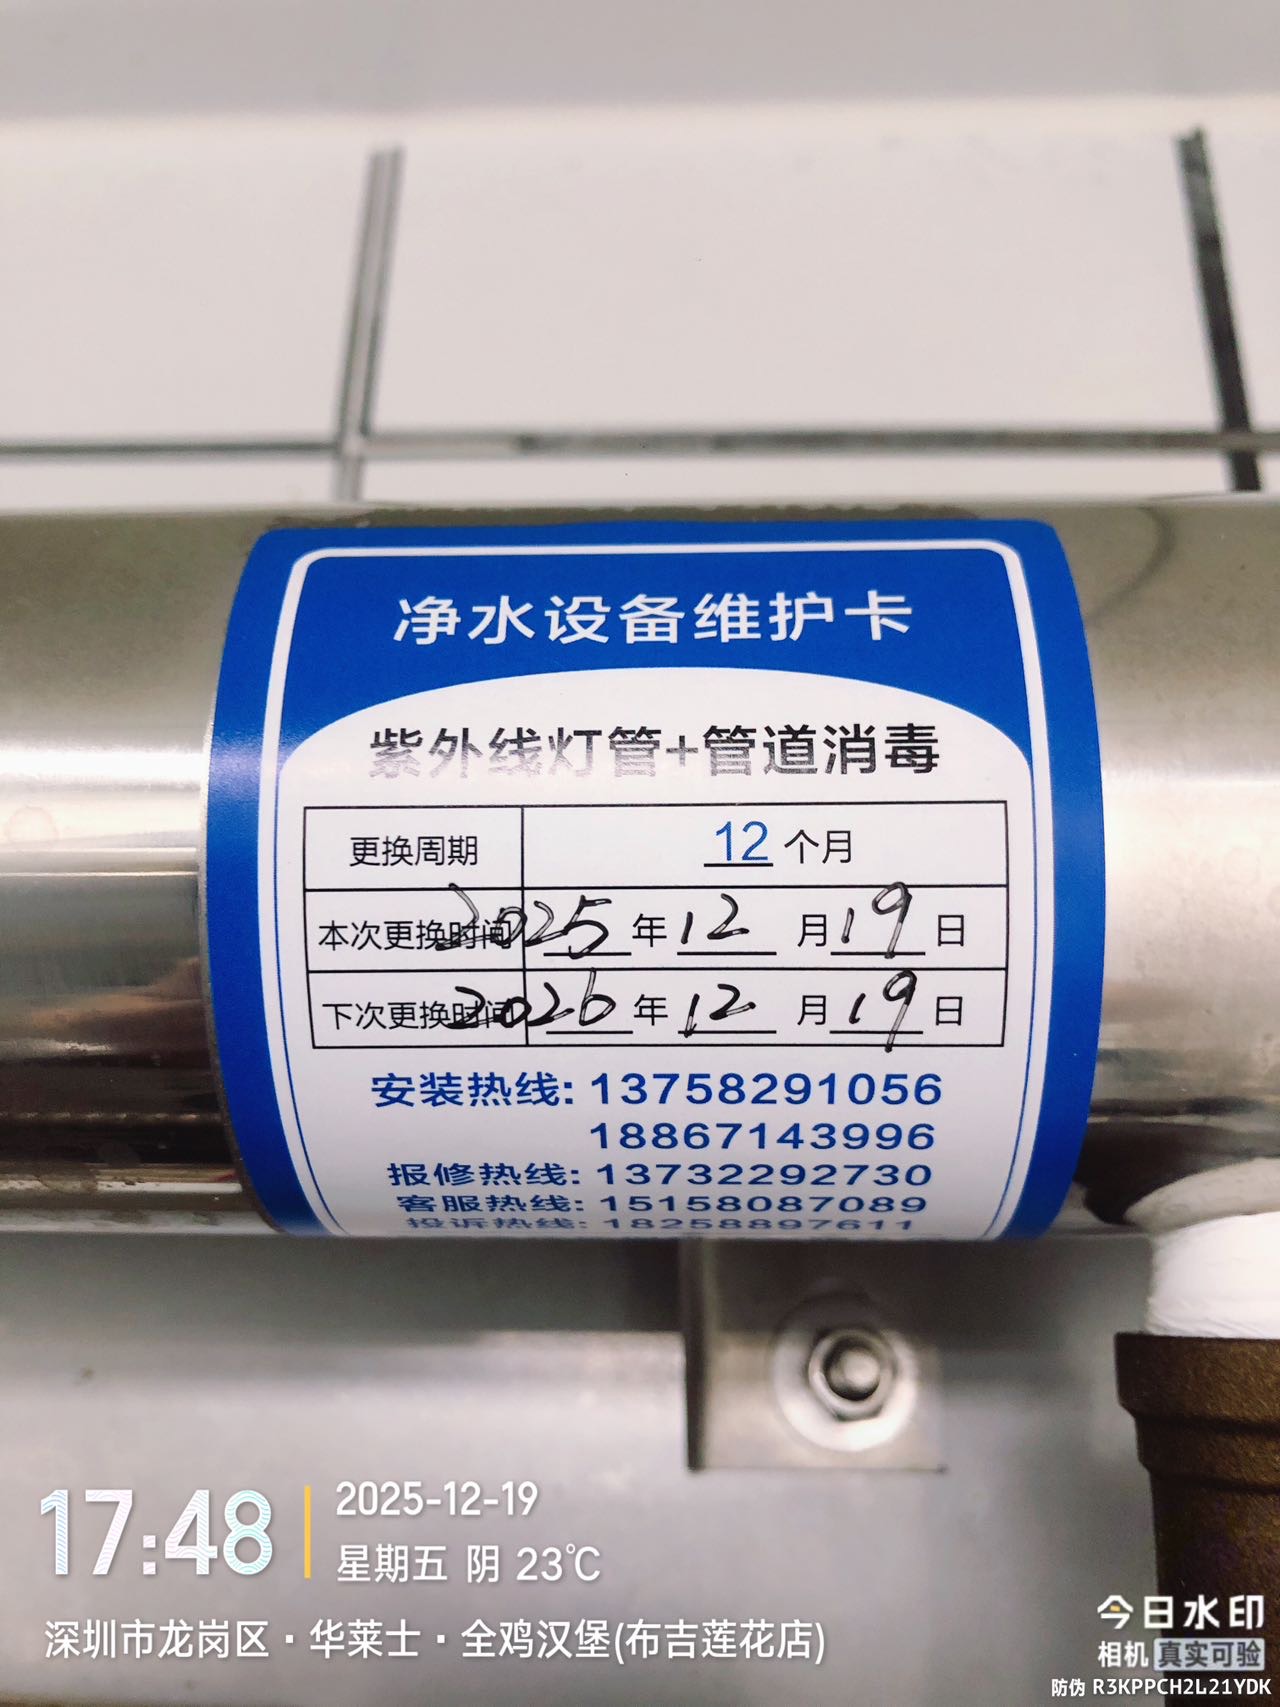 净水设备维护卡
紫外线灯管+管道消毒
更换周期 12 个月
本次更换时间 2025 年 12 月 19 日
下次更换时间 2026 年 12 月 19 日
安装热线: 13758291056
18867143996
报修热线: 13732292730
客服热线: 15158087089
投诉热线: 18258897611
17:48
2025-12-19
星期五 阴 23℃
深圳市龙岗区·华莱士·全鸡汉堡(布吉莲花店)
今日水印
相机 真实可验
防伪 R3KPPCH2L21YDK